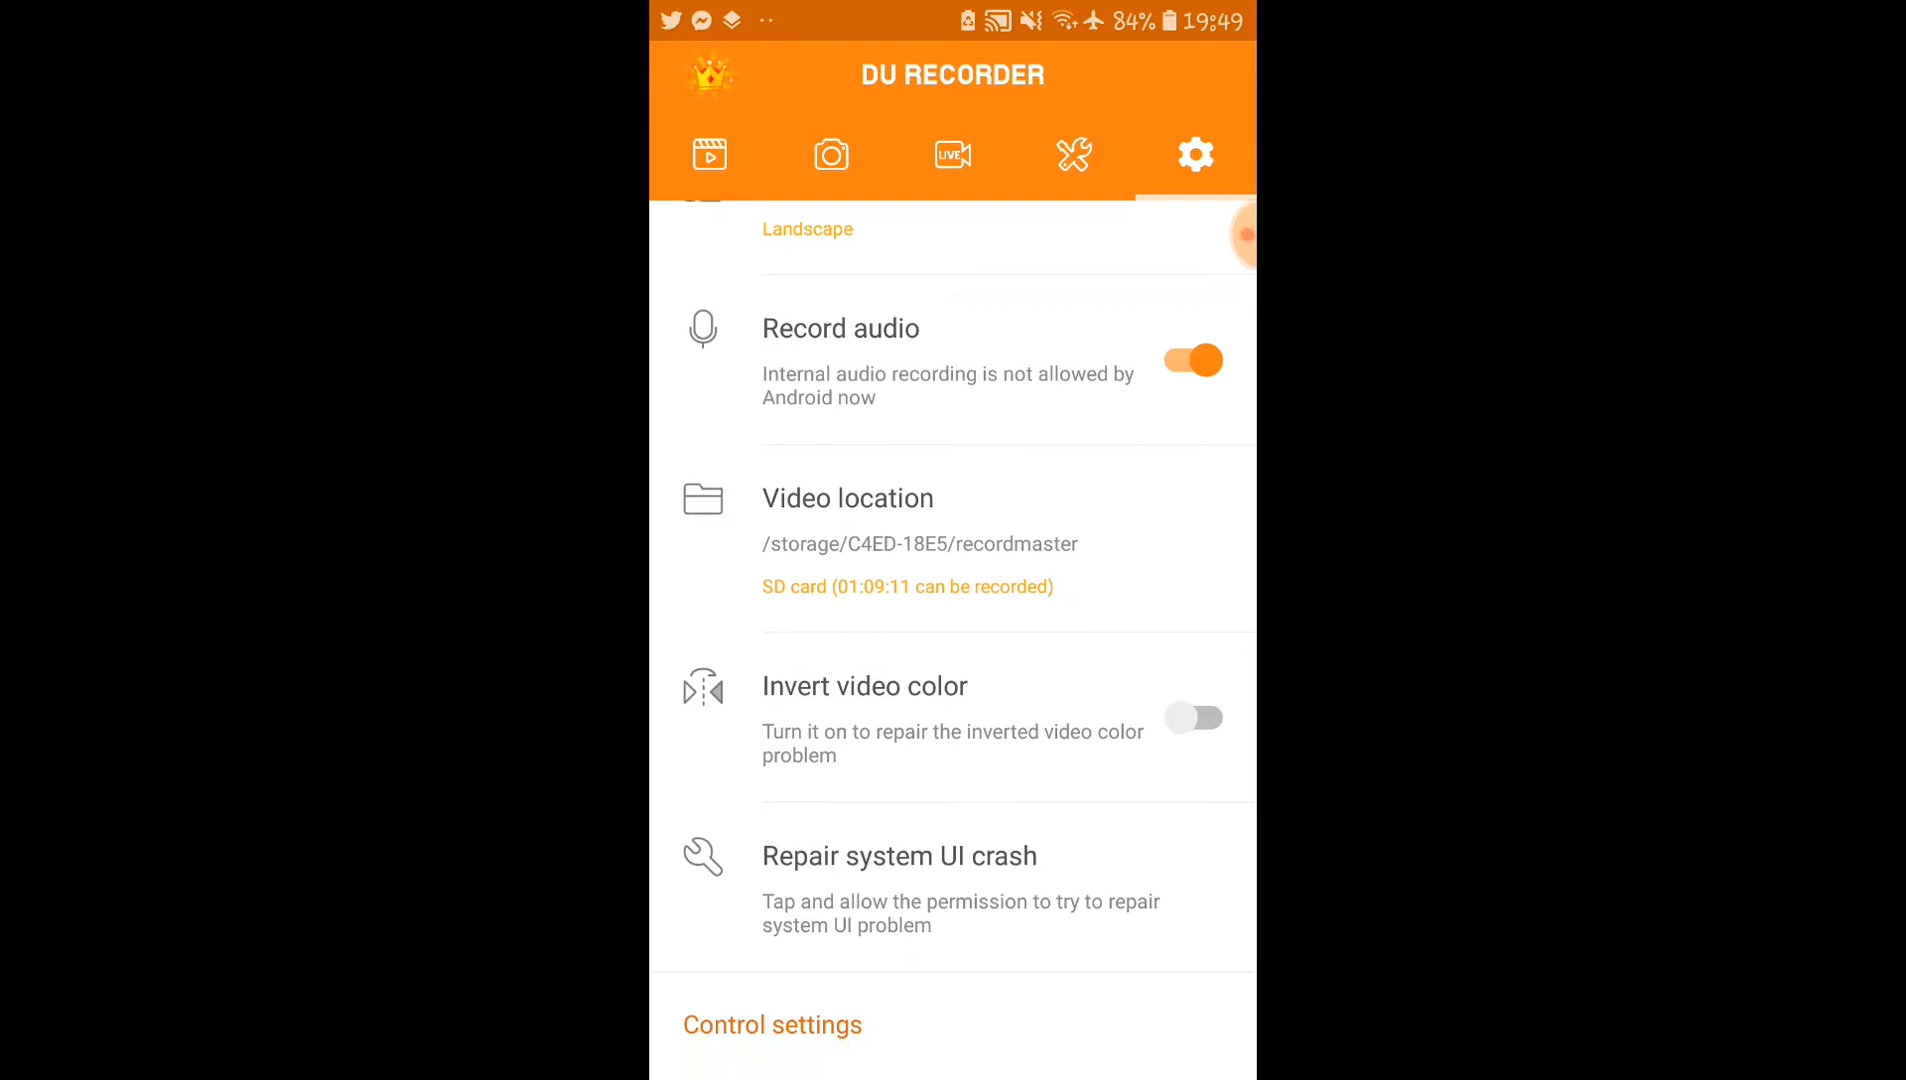 84% 19:49
DU RECORDER
LIVE
Landscape
Record audio
Internal audio recording is not allowed by
Android now
Video location
/storage/C4ED-18E5/recordmaster
SD card (01:09:11 can be recorded)
Invert video color
Turn it on to repair the inverted video color
problem
Repair system UI crash
Tap and allow the permission to try to repair
system UI problem
Control settings